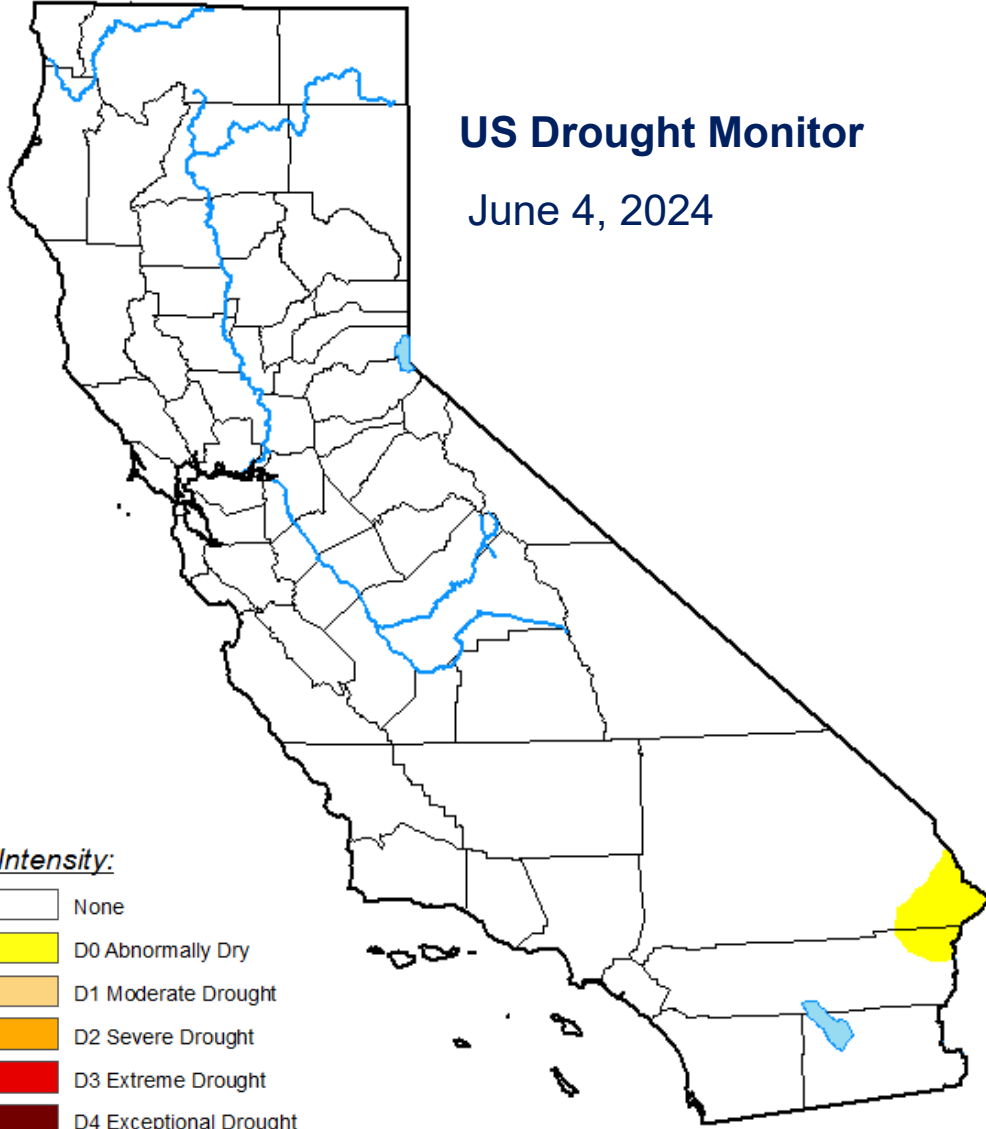 US Drought Monitor
June 4, 2024
Intensity:
None
D0 Abnormally Dry
D1 Moderate Drought
D2 Severe Drought
D3 Extreme Drought
D4 Exceptional Drought